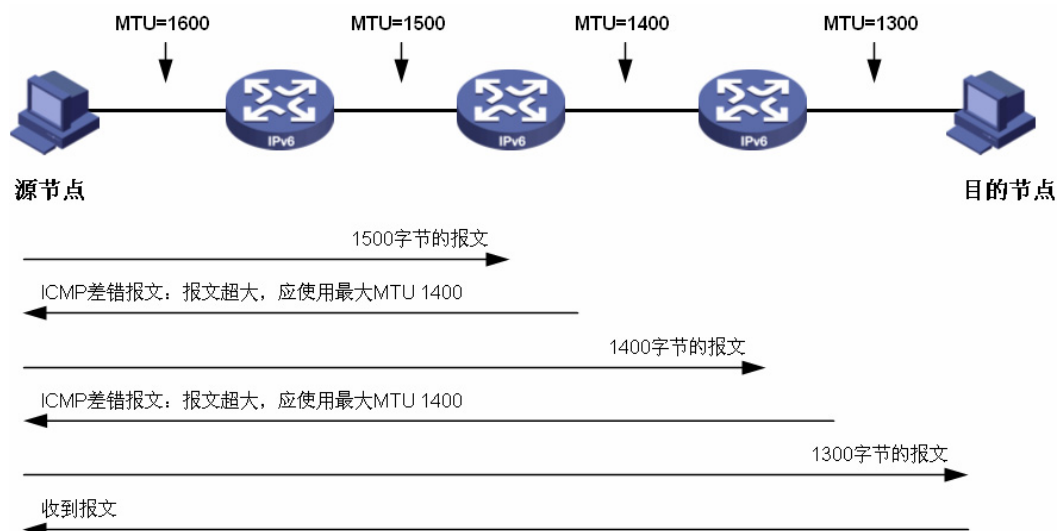 MTU=1600 MTU=1500 MTU=1400 MTU=1300
IPv6 IPv6 IPv6
源节点 目的节点
1500字节的报文
ICMP差错报文：报文超大，应使用最大MTU 1400
1400字节的报文
ICMP差错报文：报文超大，应使用最大MTU 1400
1300字节的报文
收到报文